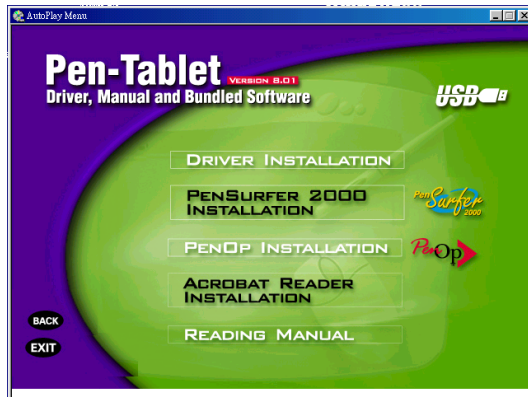 AutoPlay Menu
Pen-Tablet VERSION 8.01
Driver, Manual and Bundled Software
USB
DRIVER INSTALLATION
PENSURFER 2000
INSTALLATION
PenSurfer
2000
PENOP INSTALLATION
PenOp
ACROBAT READER
INSTALLATION
READING MANUAL
BACK
EXIT